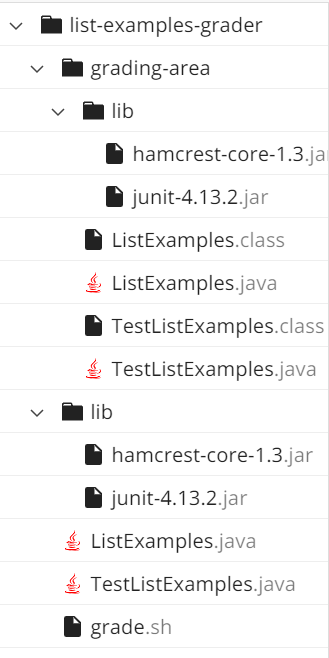 list-examples-grader
grading-area
lib
hamcrest-core-1.3.ja
junit-4.13.2.jar
ListExamples.class
ListExamples.java
TestListExamples.class
TestListExamples.java
lib
hamcrest-core-1.3.jar
junit-4.13.2.jar
ListExamples.java
TestListExamples.java
grade.sh